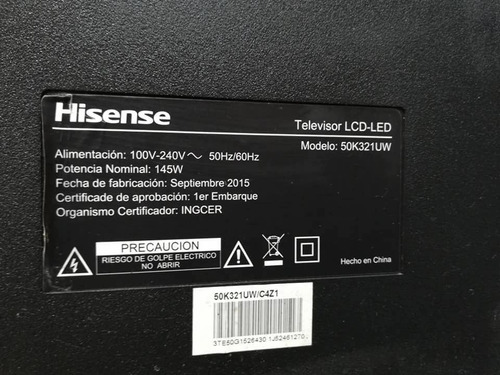 Hisense
Televisor LCD-LED
Modelo: 50K321UW
Alimentación: 100V-240V~ 50Hz/60Hz
Potencia Nominal: 145W
Fecha de fabricación: Septiembre 2015
Certificade de aprobación: 1er Embarque
Organismo Certificador: INGCER
PRECAUCION
RIESGO DE GOLPE ELECTRICO
NO ABRIR
Hecho en China
50K321UW/C4Z1